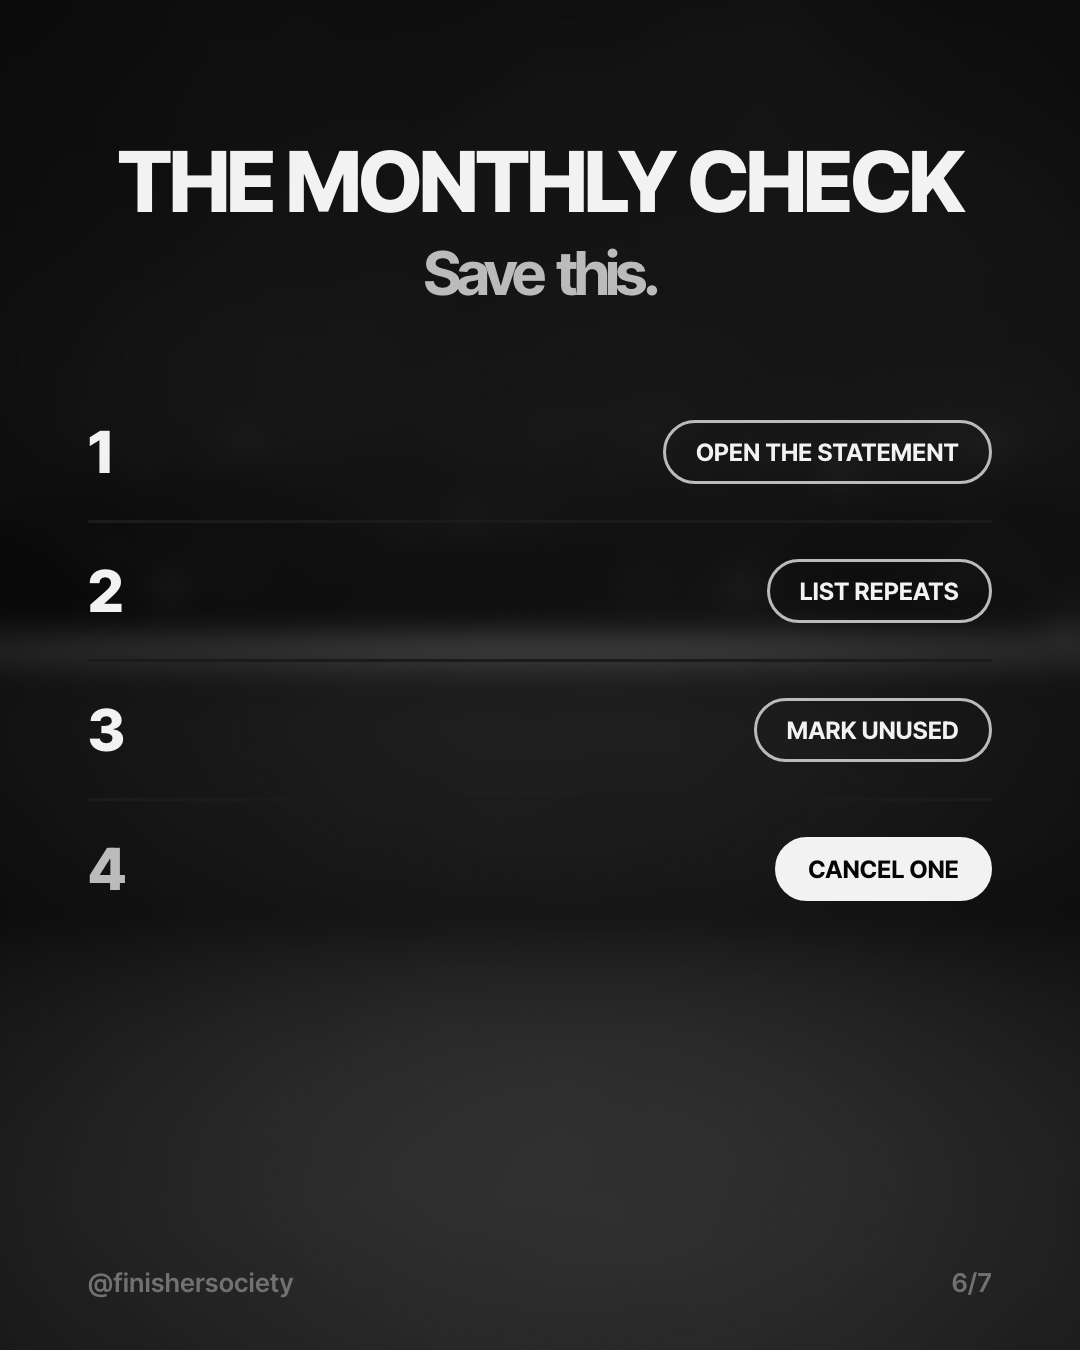 THE MONTHLY CHECK
Save this.
1 OPEN THE STATEMENT
2 LIST REPEATS
3 MARK UNUSED
4 CANCEL ONE
@finishersociety 6/7